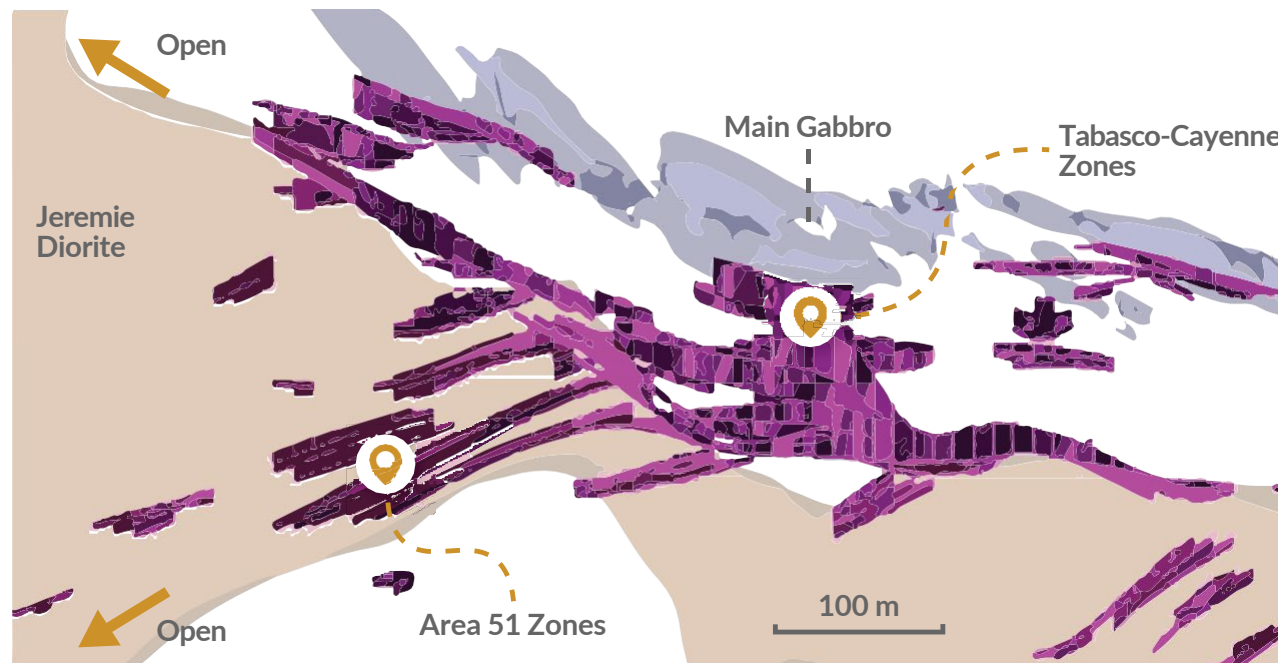 Open
Main Gabbro
Tabasco-Cayenne
Zones
Jeremie
Diorite
Area 51 Zones
100 m
Open